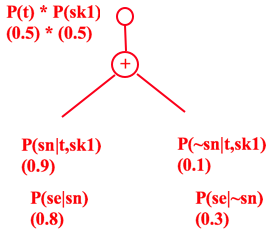 P(t) * P(sk1)
(0.5) * (0.5)
+
P(sn|t,sk1)
(0.9)
P(~sn|t,sk1)
(0.1)
P(se|sn)
(0.8)
P(se|~sn)
(0.3)